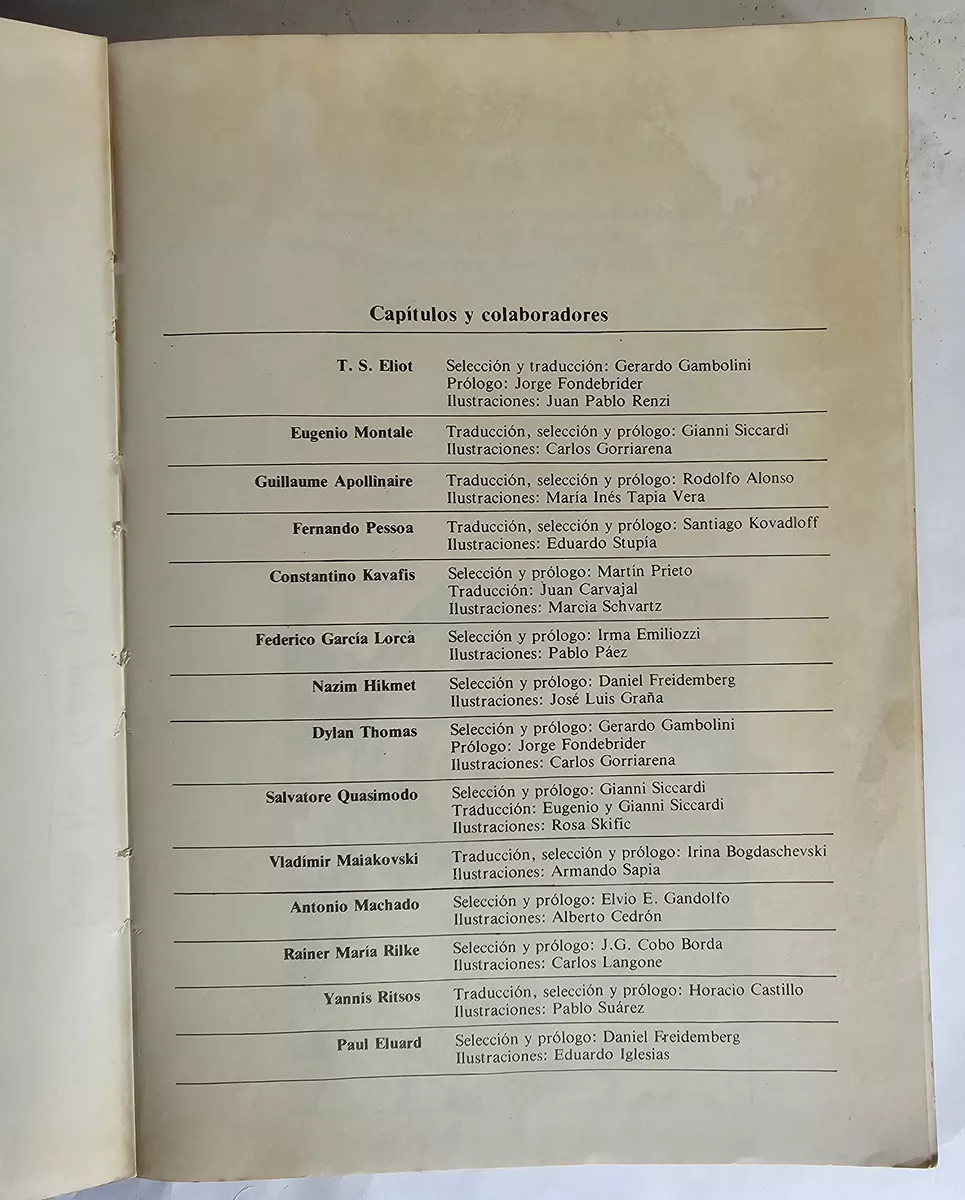 Capítulos y colaboradores
T. S. Eliot
Selección y traducción: Gerardo Gambolini
Prólogo: Jorge Fondebrider
Ilustraciones: Juan Pablo Renzi
Eugenio Montale
Traducción, selección y prólogo: Gianni Siccardi
Ilustraciones: Carlos Gorriarena
Guillaume Apollinaire
Traducción, selección y prólogo: Rodolfo Alonso
Ilustraciones: María Inés Tapia Vera
Fernando Pessoa
Traducción, selección y prólogo: Santiago Kovadloff
Ilustraciones: Eduardo Stupía
Constantino Kavafis
Selección y prólogo: Martín Prieto
Traducción: Juan Carvajal
Ilustraciones: Marcia Schvartz
Federico García Lorca
Selección y prólogo: Irma Emiliozzi
Ilustraciones: Pablo Páez
Nazim Hikmet
Selección y prólogo: Daniel Freidemberg
Ilustraciones: José Luis Graña
Dylan Thomas
Selección y prólogo: Gerardo Gambolini
Prólogo: Jorge Fondebrider
Ilustraciones: Carlos Gorriarena
Salvatore Quasimodo
Selección y prólogo: Gianni Siccardi
Traducción: Eugenio y Gianni Siccardi
Ilustraciones: Rosa Skific
Vladímir Maiakovski
Traducción, selección y prólogo: Irina Bogdaschevski
Ilustraciones: Armando Sapia
Antonio Machado
Selección y prólogo: Elvio E. Gandolfo
Ilustraciones: Alberto Cedrón
Rainer María Rilke
Selección y prólogo: J.G. Cobo Borda
Ilustraciones: Carlos Langone
Yannis Ritsos
Traducción, selección y prólogo: Horacio Castillo
Ilustraciones: Pablo Suárez
Paul Eluard
Selección y prólogo: Daniel Freidemberg
Ilustraciones: Eduardo Iglesias